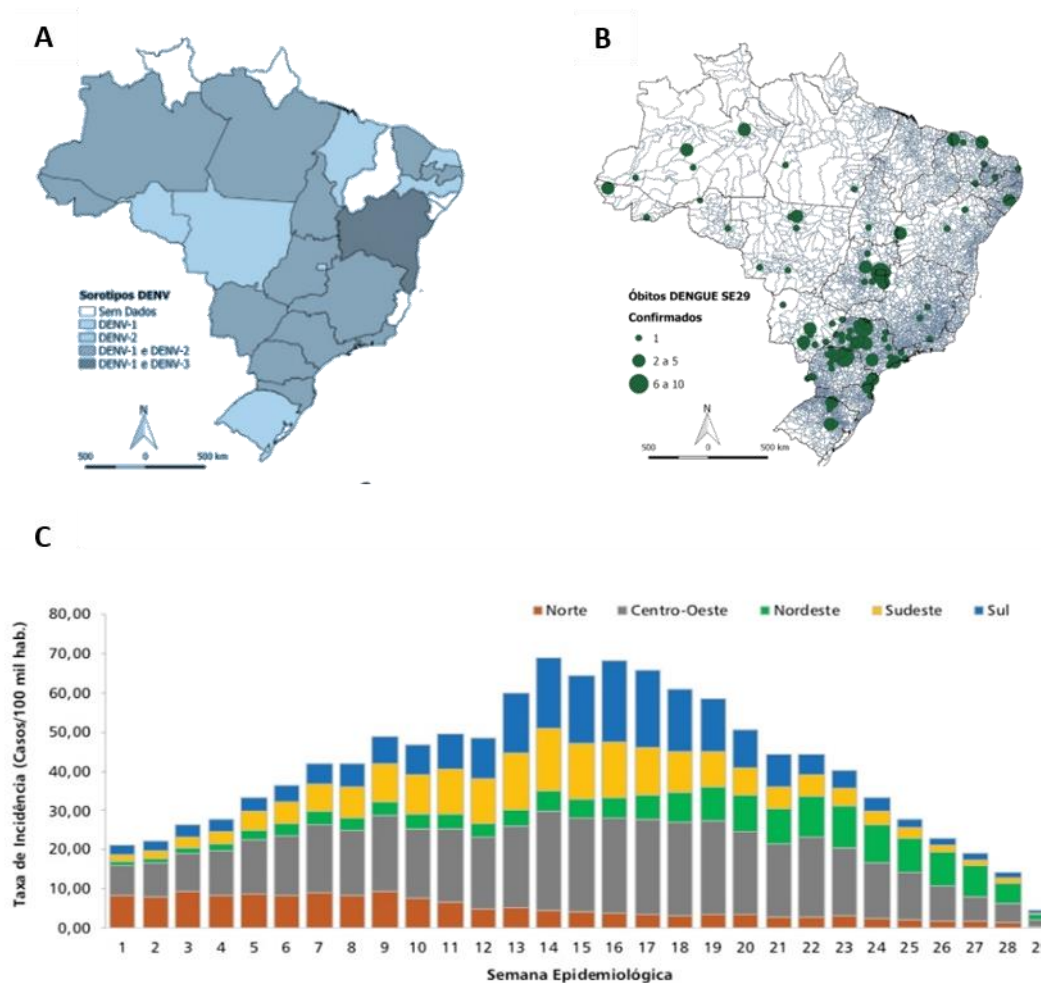 A
B
Sorotipos DENV
Sem Dados
DENV-1
DENV-2
DENV-1 e DENV-2
DENV-1 e DENV-3
N
500 0 500 km
Óbitos DENGUE SE29
Confirmados
1
2 a 5
6 a 10
N
500 0 500 km
C
Norte Centro-Oeste Nordeste Sudeste Sul
Taxa de Incidência (Casos/100 mil hab.)
80,00
70,00
60,00
50,00
40,00
30,00
20,00
10,00
0,00
1 2 3 4 5 6 7 8 9 10 11 12 13 14 15 16 17 18 19 20 21 22 23 24 25 26 27 28
Semana Epidemiológica